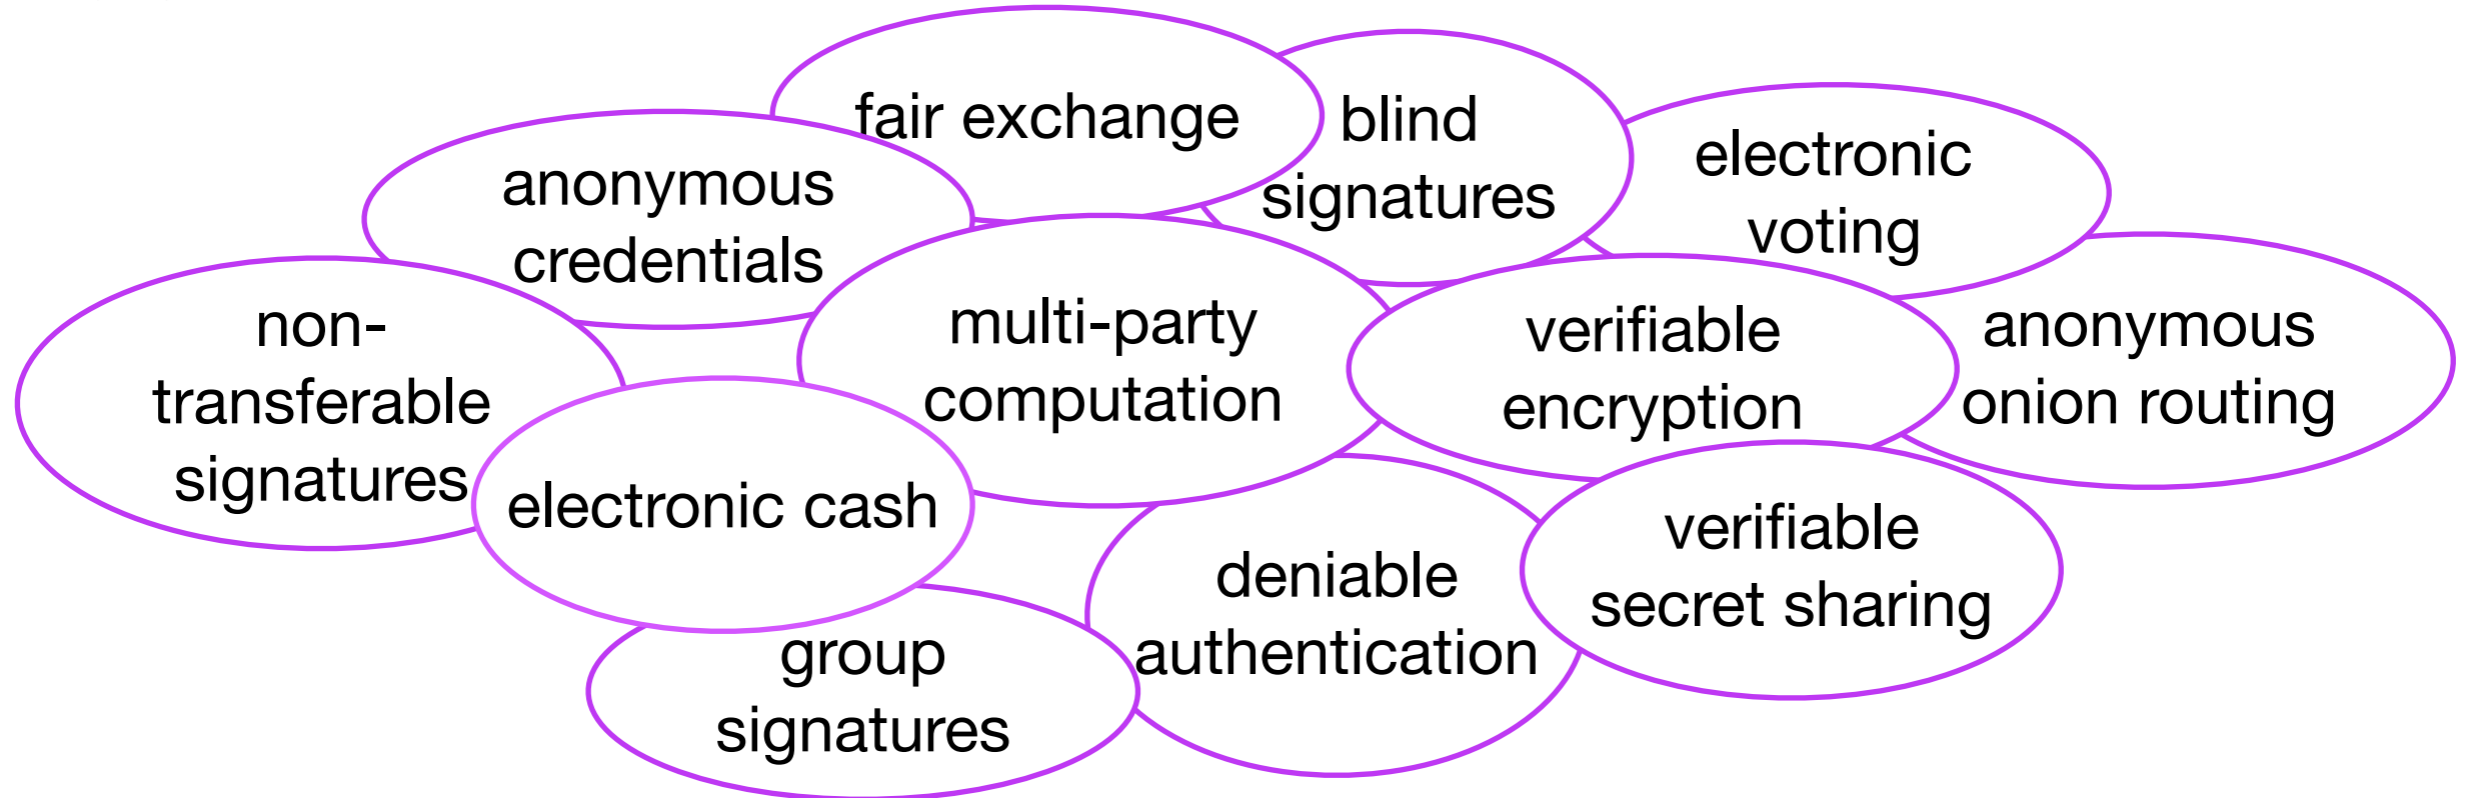 fair exchange
blind
signatures
electronic
voting
anonymous
credentials
non-
transferable
signatures
multi-party
computation
verifiable
encryption
anonymous
onion routing
electronic cash
verifiable
secret sharing
deniable
authentication
group
signatures